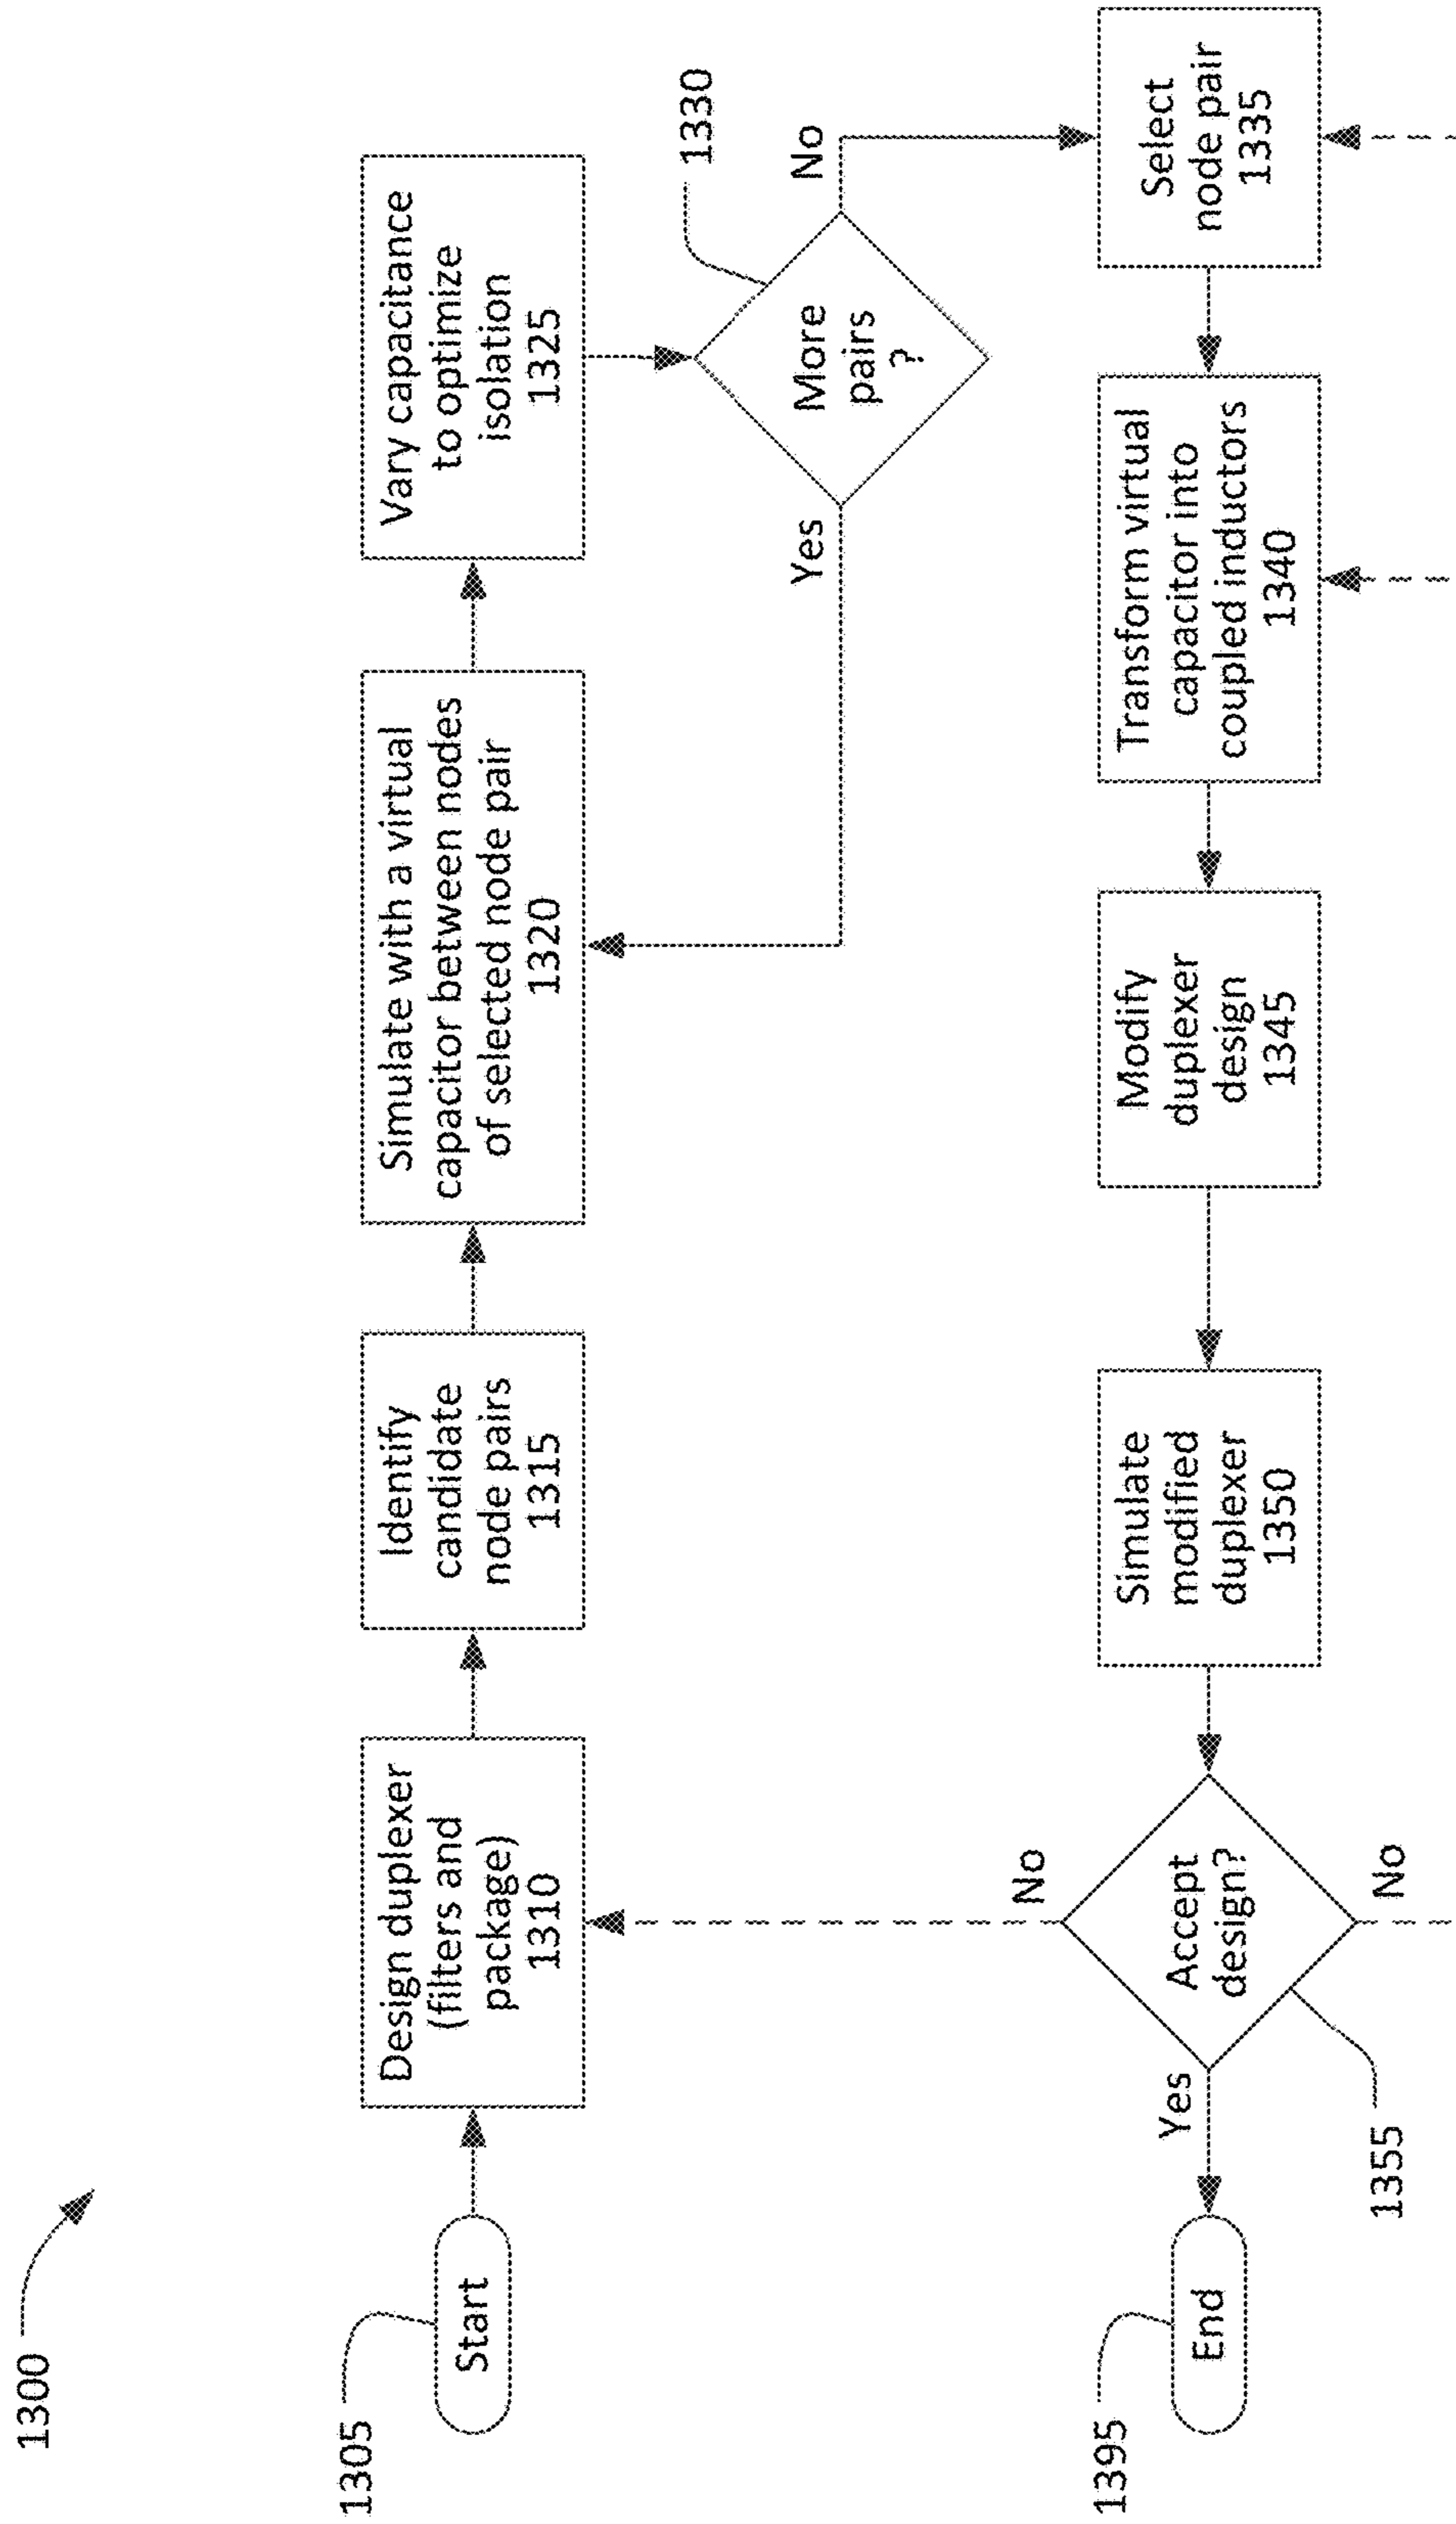 1300
1305
Start
Design duplexer
(filters and
package)
1310
Identify
candidate
node pairs
1315
Simulate with a virtual
capacitor between nodes
of selected node pair
1320
Vary capacitance
to optimize
isolation
1325
1330
More
pairs
?
Yes
No
Select
node pair
1335
Transform virtual
capacitor into
coupled inductors
1340
Modify
duplexer
design
1345
Simulate
modified
duplexer
1350
Accept
design?
No
No
Yes
1355
End
1395